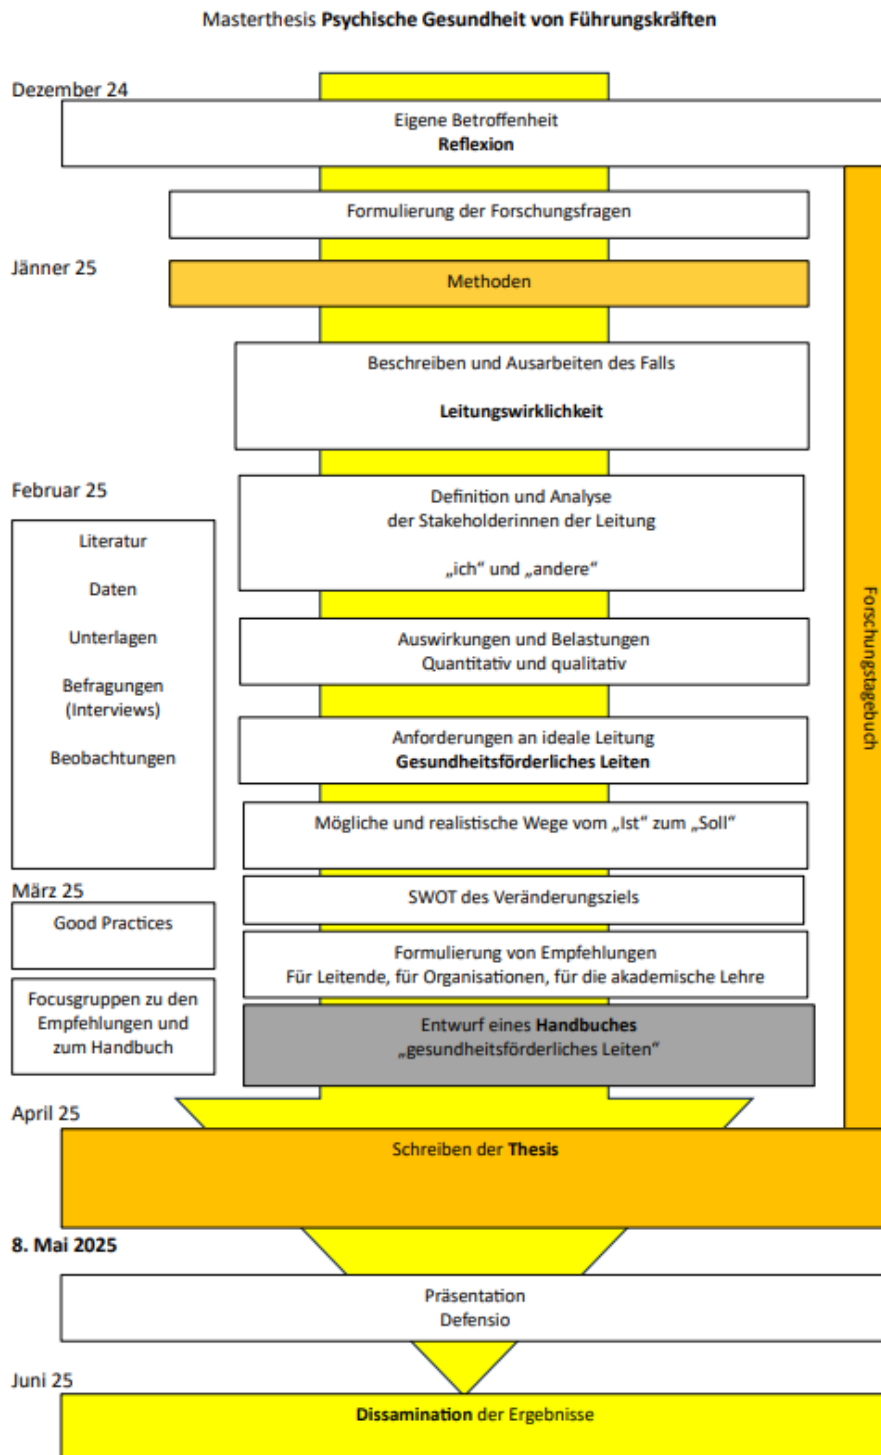 Masterthesis Psychische Gesundheit von Führungskräften
Dezember 24
Eigene Betroffenheit
Reflexion
Formulierung der Forschungsfragen
Jänner 25
Methoden
Beschreiben und Ausarbeiten des Falls
Leitungswirklichkeit
Februar 25
Definition und Analyse
der Stakeholderinnen der Leitung
„ich“ und „andere“
Literatur
Daten
Unterlagen
Befragungen
(Interviews)
Beobachtungen
Auswirkungen und Belastungen
Quantitativ und qualitativ
Anforderungen an ideale Leitung
Gesundheitsförderliches Leiten
Mögliche und realistische Wege vom „Ist“ zum „Soll“
Forschungstagebuch
März 25
SWOT des Veränderungsziels
Good Practices
Formulierung von Empfehlungen
Für Leitende, für Organisationen, für die akademische Lehre
Focusgruppen zu den
Empfehlungen und
zum Handbuch
Entwurf eines Handbuches
„gesundheitsförderliches Leiten“
April 25
Schreiben der Thesis
8. Mai 2025
Präsentation
Defensio
Juni 25
Dissamination der Ergebnisse